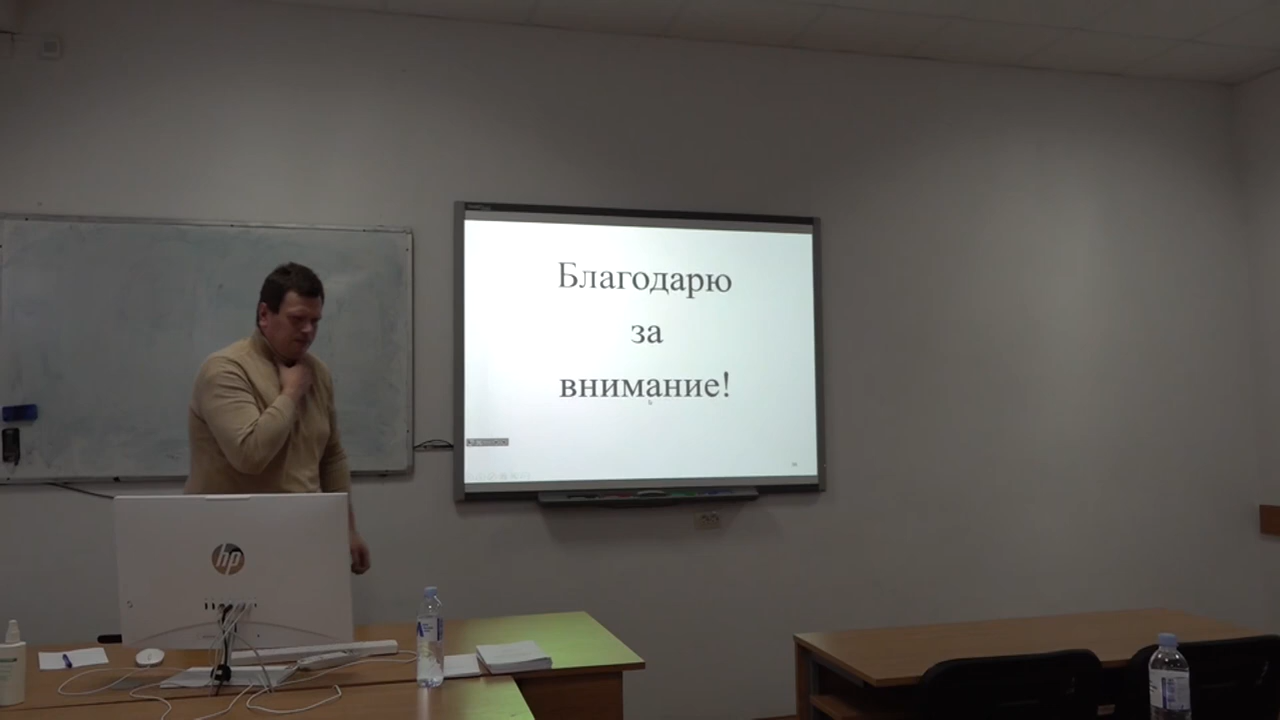 Благодарю
за
внимание!
hp